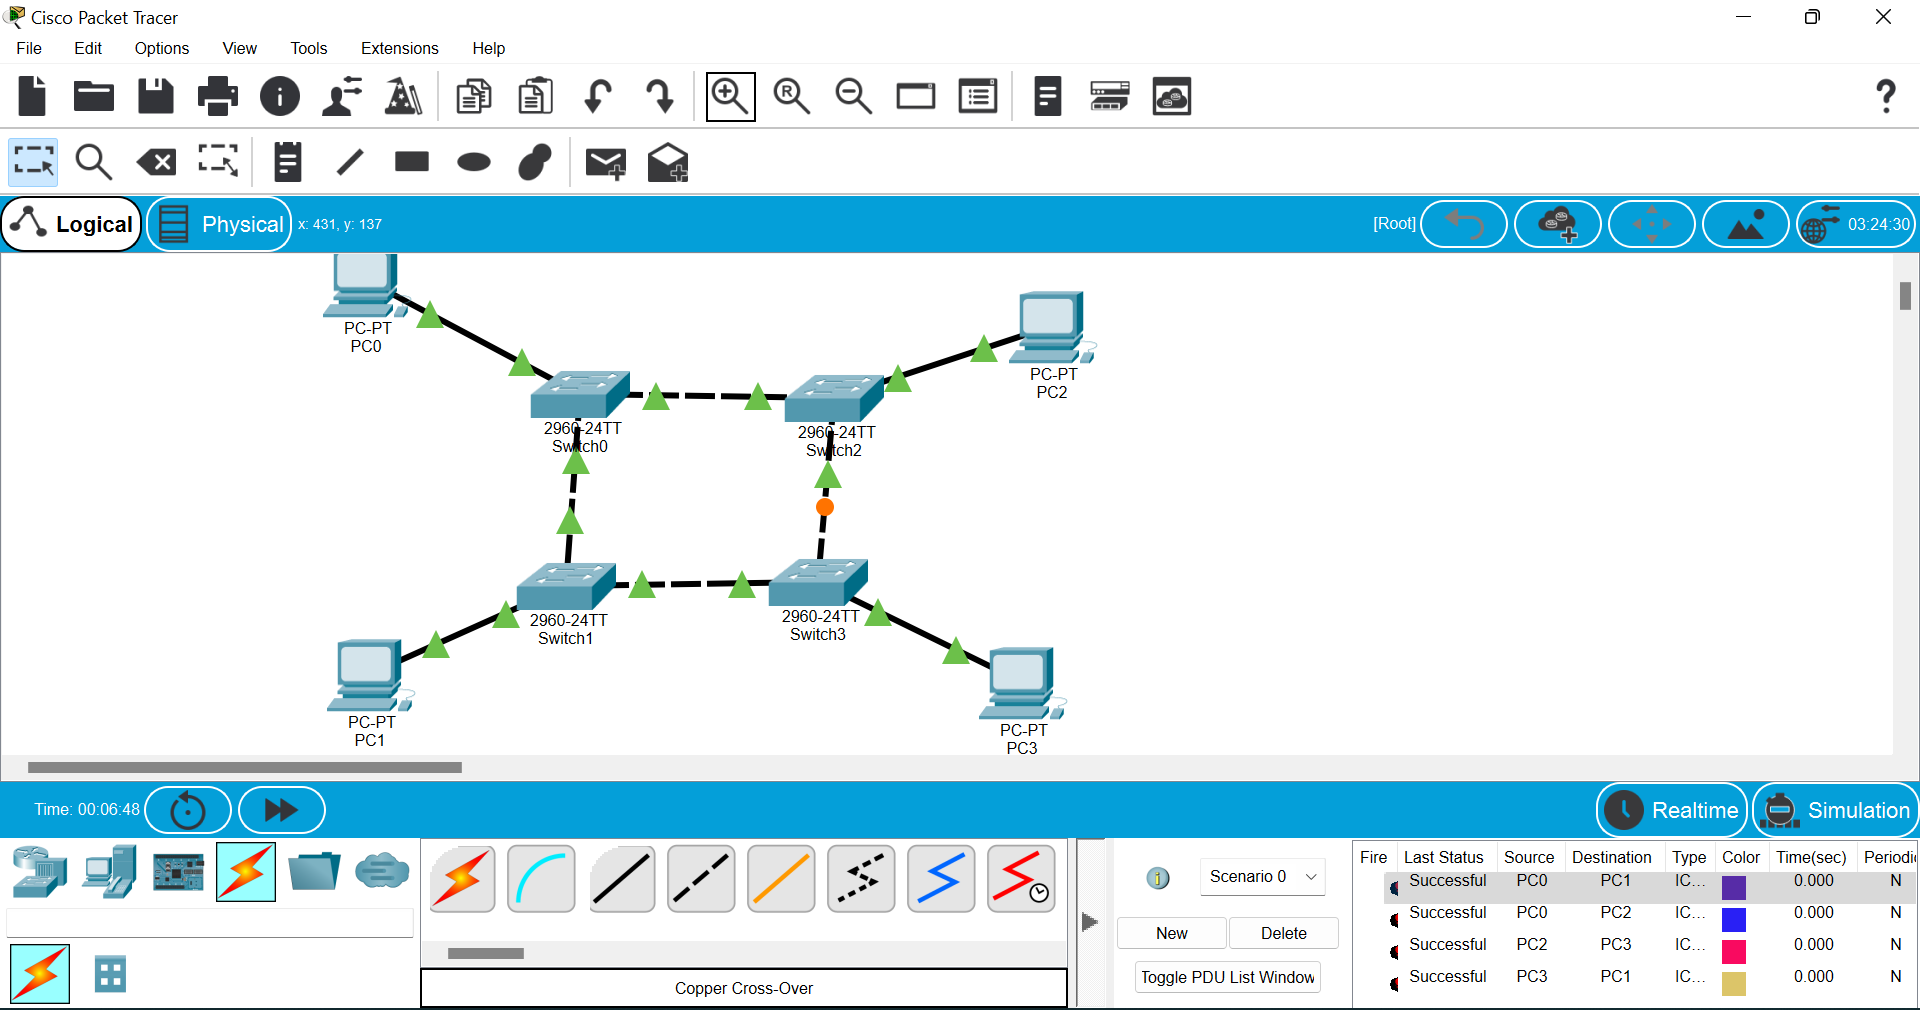 Cisco Packet Tracer
File Edit Options View Tools Extensions Help
Logical Physical x: 431, y: 137 [Root] 03:24:30
PC-PT
PC0
PC-PT
PC2
2960-24TT
Switch0
2960-24TT
Switch2
2960-24TT
Switch1
2960-24TT
Switch3
PC-PT
PC1
PC-PT
PC3
Time: 00:06:48 Realtime Simulation
Scenario 0
New Delete
Toggle PDU List Window
Copper Cross-Over
Fire Last Status Source Destination Type Color Time(sec) Periodic
Successful PC0 PC1 IC... 0.000 N
Successful PC0 PC2 IC... 0.000 N
Successful PC2 PC3 IC... 0.000 N
Successful PC3 PC1 IC... 0.000 N